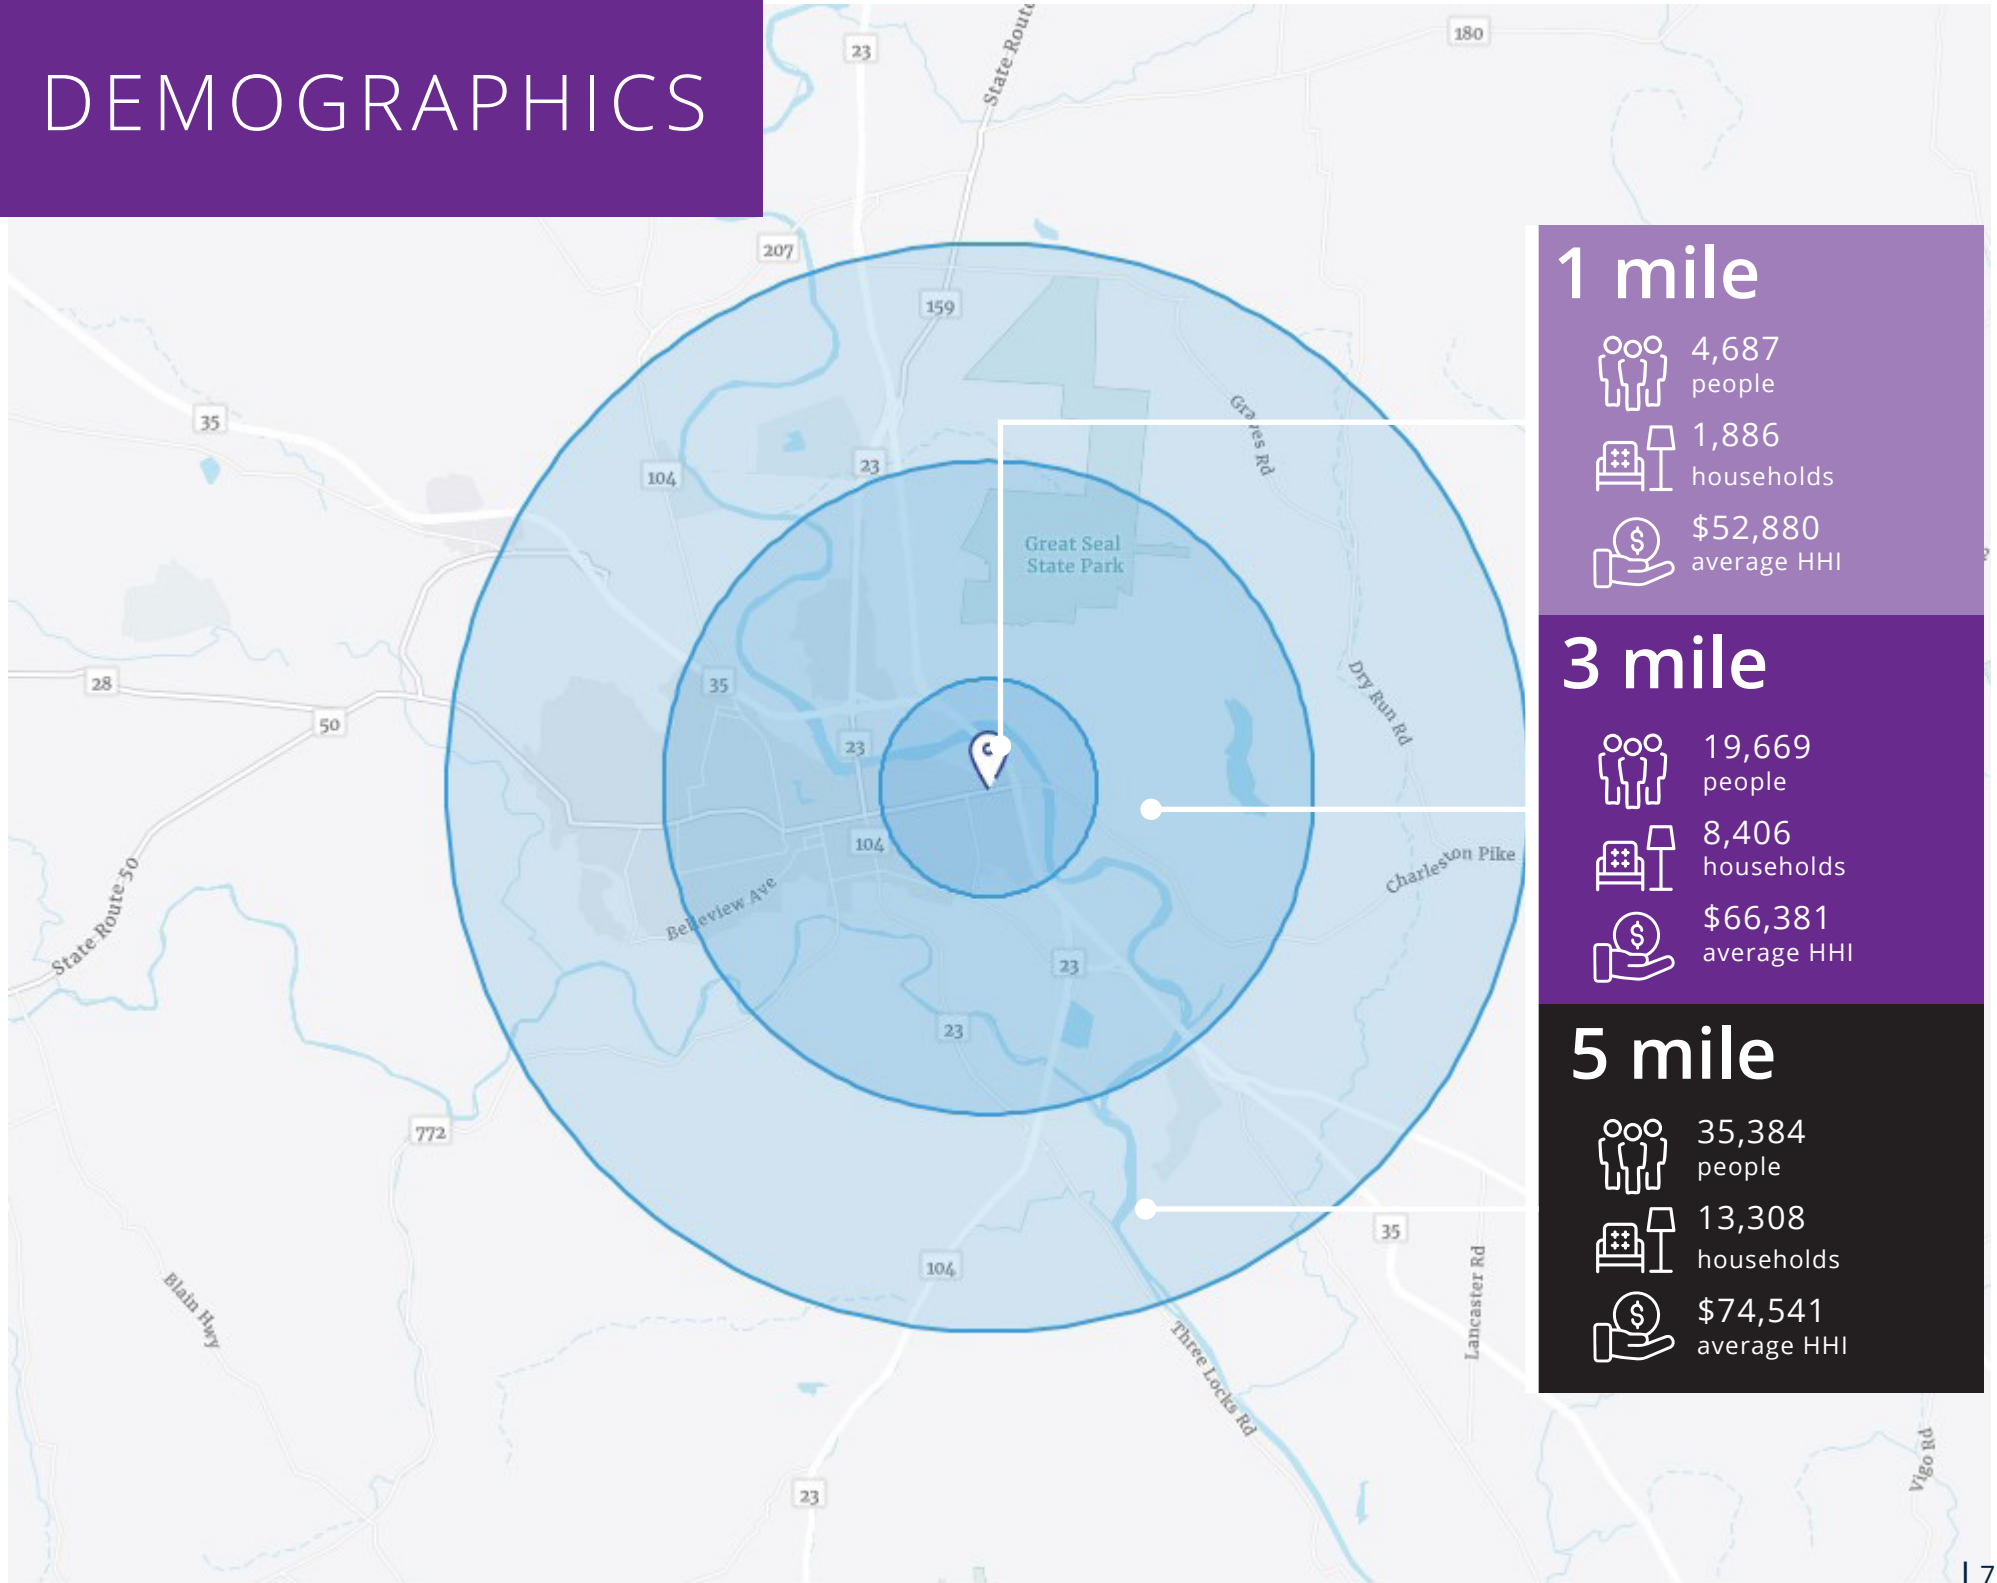 DEMOGRAPHICS
23
State Route
180
207
159
35
104
23
Graves Rd
Great Seal
State Park
28
35
50
23
Dry Run Rd
104
Charleston Pike
Belleview Ave
State Route 50
23
23
772
35
104
Lancaster Rd
Blain Hwy
Three Locks Rd
23
Vigo Rd
1 mile
4,687
people
1,886
households
$52,880
average HHI
3 mile
19,669
people
8,406
households
$66,381
average HHI
5 mile
35,384
people
13,308
households
$74,541
average HHI
| 7